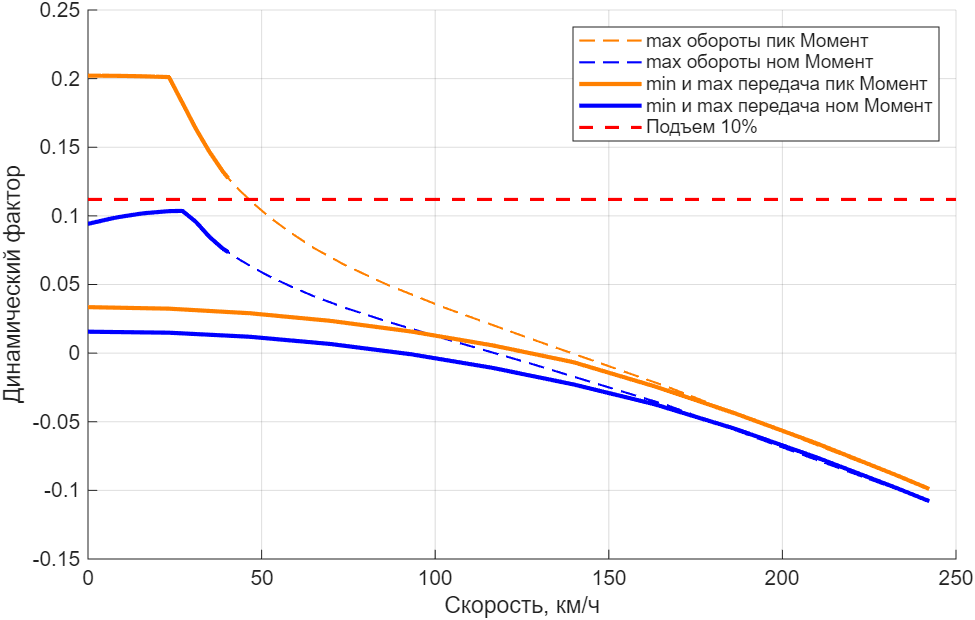 0.25
0.2
0.15
0.1
0.05
0
-0.05
-0.1
-0.15
Динамический фактор
max обороты пик Момент
max обороты ном Момент
min и max передача пик Момент
min и max передача ном Момент
Подъем 10%
0 50 100 150 200 250
Скорость, км/ч